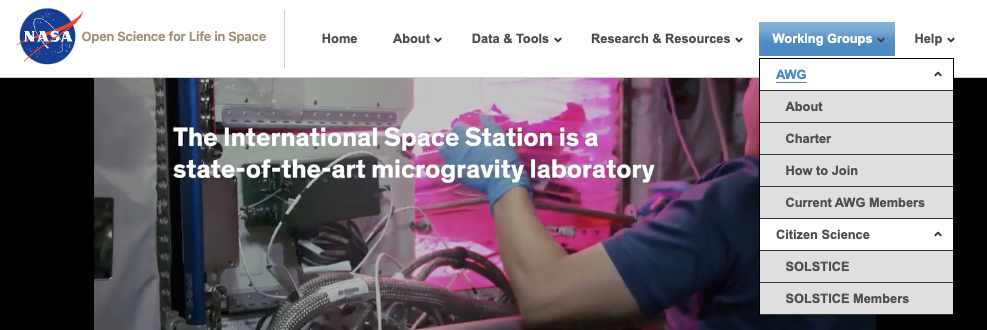 NASA
Open Science for Life in Space
Home
About
Data & Tools
Research & Resources
Working Groups
Help
The International Space Station is a
state-of-the-art microgravity laboratory
AWG
About
Charter
How to Join
Current AWG Members
Citizen Science
SOLSTICE
SOLSTICE Members